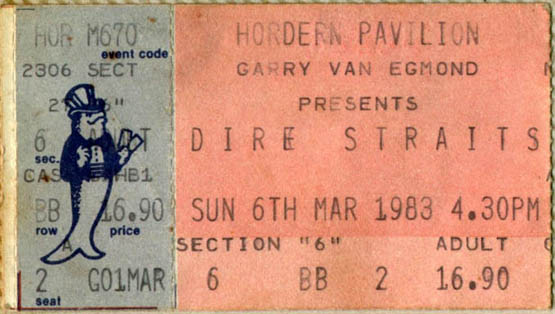 HOR M670
event code
2306 SECT
6
sec.
BB 16.90
row price
A
2 G01MAR
seat
HORDERN PAVILION
GARRY VAN EGMOND
PRESENTS
DIRE STRAITS
SUN 6TH MAR 1983 4.30PM
SECTION "6" ADULT
6 BB 2 16.90